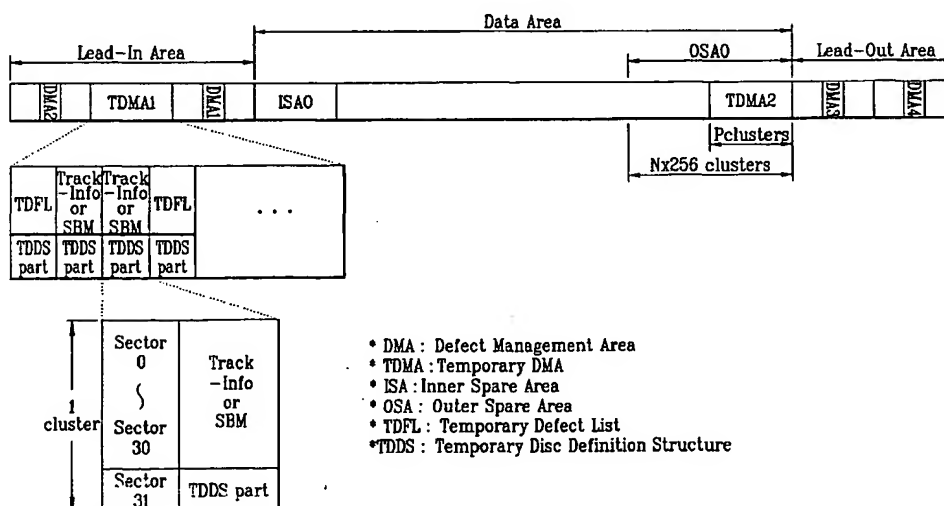 Data Area
Lead-In Area
OSA0
Lead-Out Area
DMA2
TDMA1
DMA1
ISA0
TDMA2
DMA3
DMA4
Pclusters
Nx256 clusters
TDFL
Track
-Info
or
SBM
Track
-Info
or
SBM
TDFL
...
TDDS
part
TDDS
part
TDDS
part
TDDS
part
1
cluster
Sector
0
Sector
30
Track
-Info
or
SBM
Sector
31
TDDS part
* DMA : Defect Management Area
* TDMA : Temporary DMA
* ISA : Inner Spare Area
* OSA : Outer Spare Area
* TDFL : Temporary Defect List
*TDDS : Temporary Disc Definition Structure